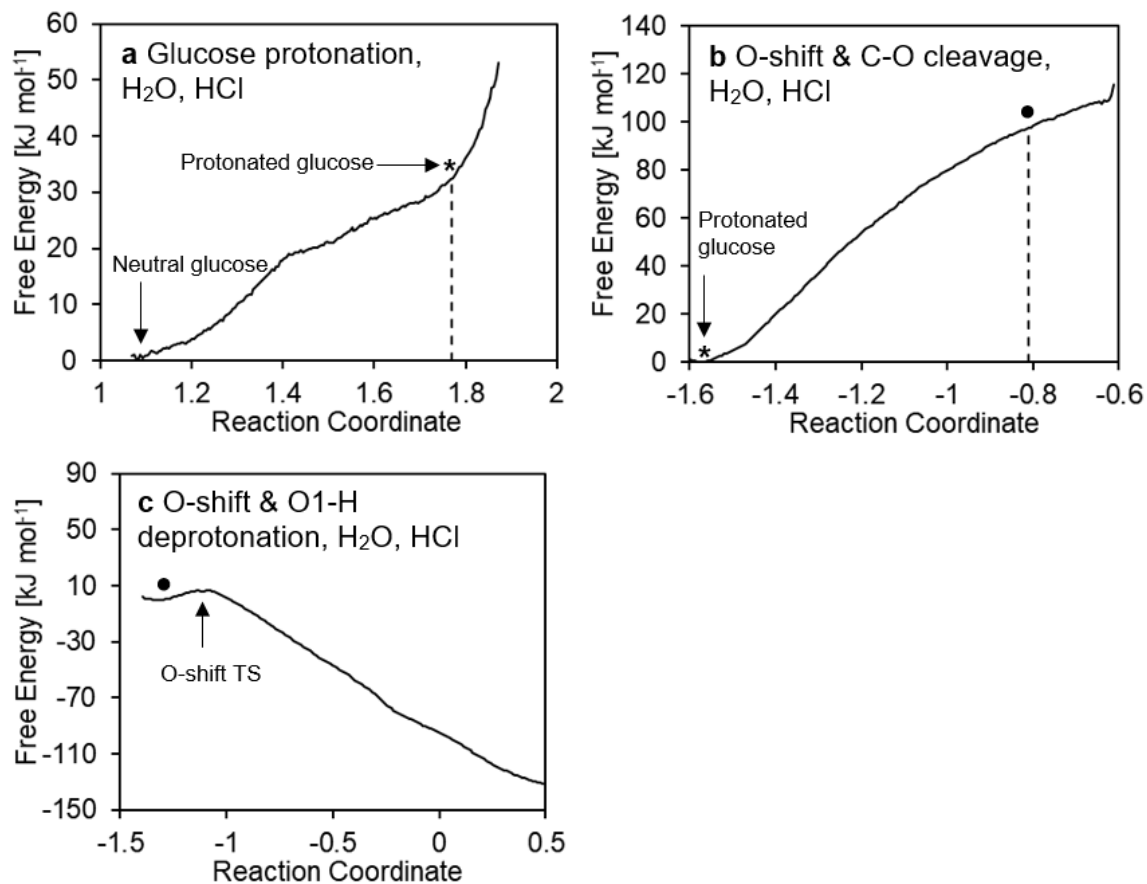 a Glucose protonation,
H₂O, HCl
Protonated glucose
*
Neutral glucose
Free Energy [kJ mol⁻¹]
60
50
40
30
20
10
0
1 1.2 1.4 1.6 1.8 2
Reaction Coordinate
b O-shift & C-O cleavage,
H₂O, HCl
Protonated
glucose
*
Free Energy [kJ mol⁻¹]
140
120
100
80
60
40
20
0
-1.6 -1.4 -1.2 -1 -0.8 -0.6
Reaction Coordinate
c O-shift & O1-H
deprotonation, H₂O, HCl
O-shift TS
Free Energy [kJ mol⁻¹]
90
50
10
-30
-70
-110
-150
-1.5 -1 -0.5 0 0.5
Reaction Coordinate